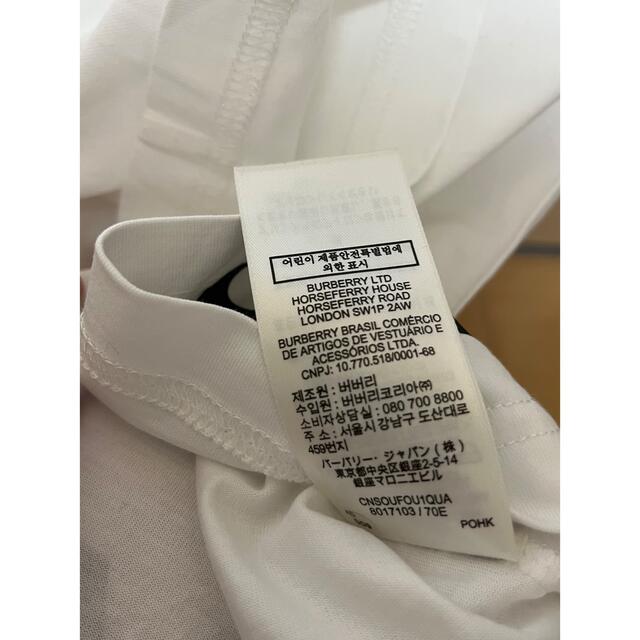 어린이 제품안전특별법에
의한 표시
BURBERRY LTD
HORSEFERRY HOUSE
HORSEFERRY ROAD
LONDON SW1P 2AW
BURBERRY BRASIL COMÉRCIO
DE ARTIGOS DE VESTUÁRIO E
ACESSÓRIOS LTDA.
CNPJ: 10.770.518/0001-68
제조원 : 버버리
수입원 : 버버리코리아㈜
소비자상담실 : 080 700 8800
주 소 : 서울시 강남구 도산대로
459번지
バーバリー・ジャパン (株)
東京都中央区銀座2-5-14
銀座マロニエビル
CNSOUFOU1QUA
8017103 / 70E
POHK